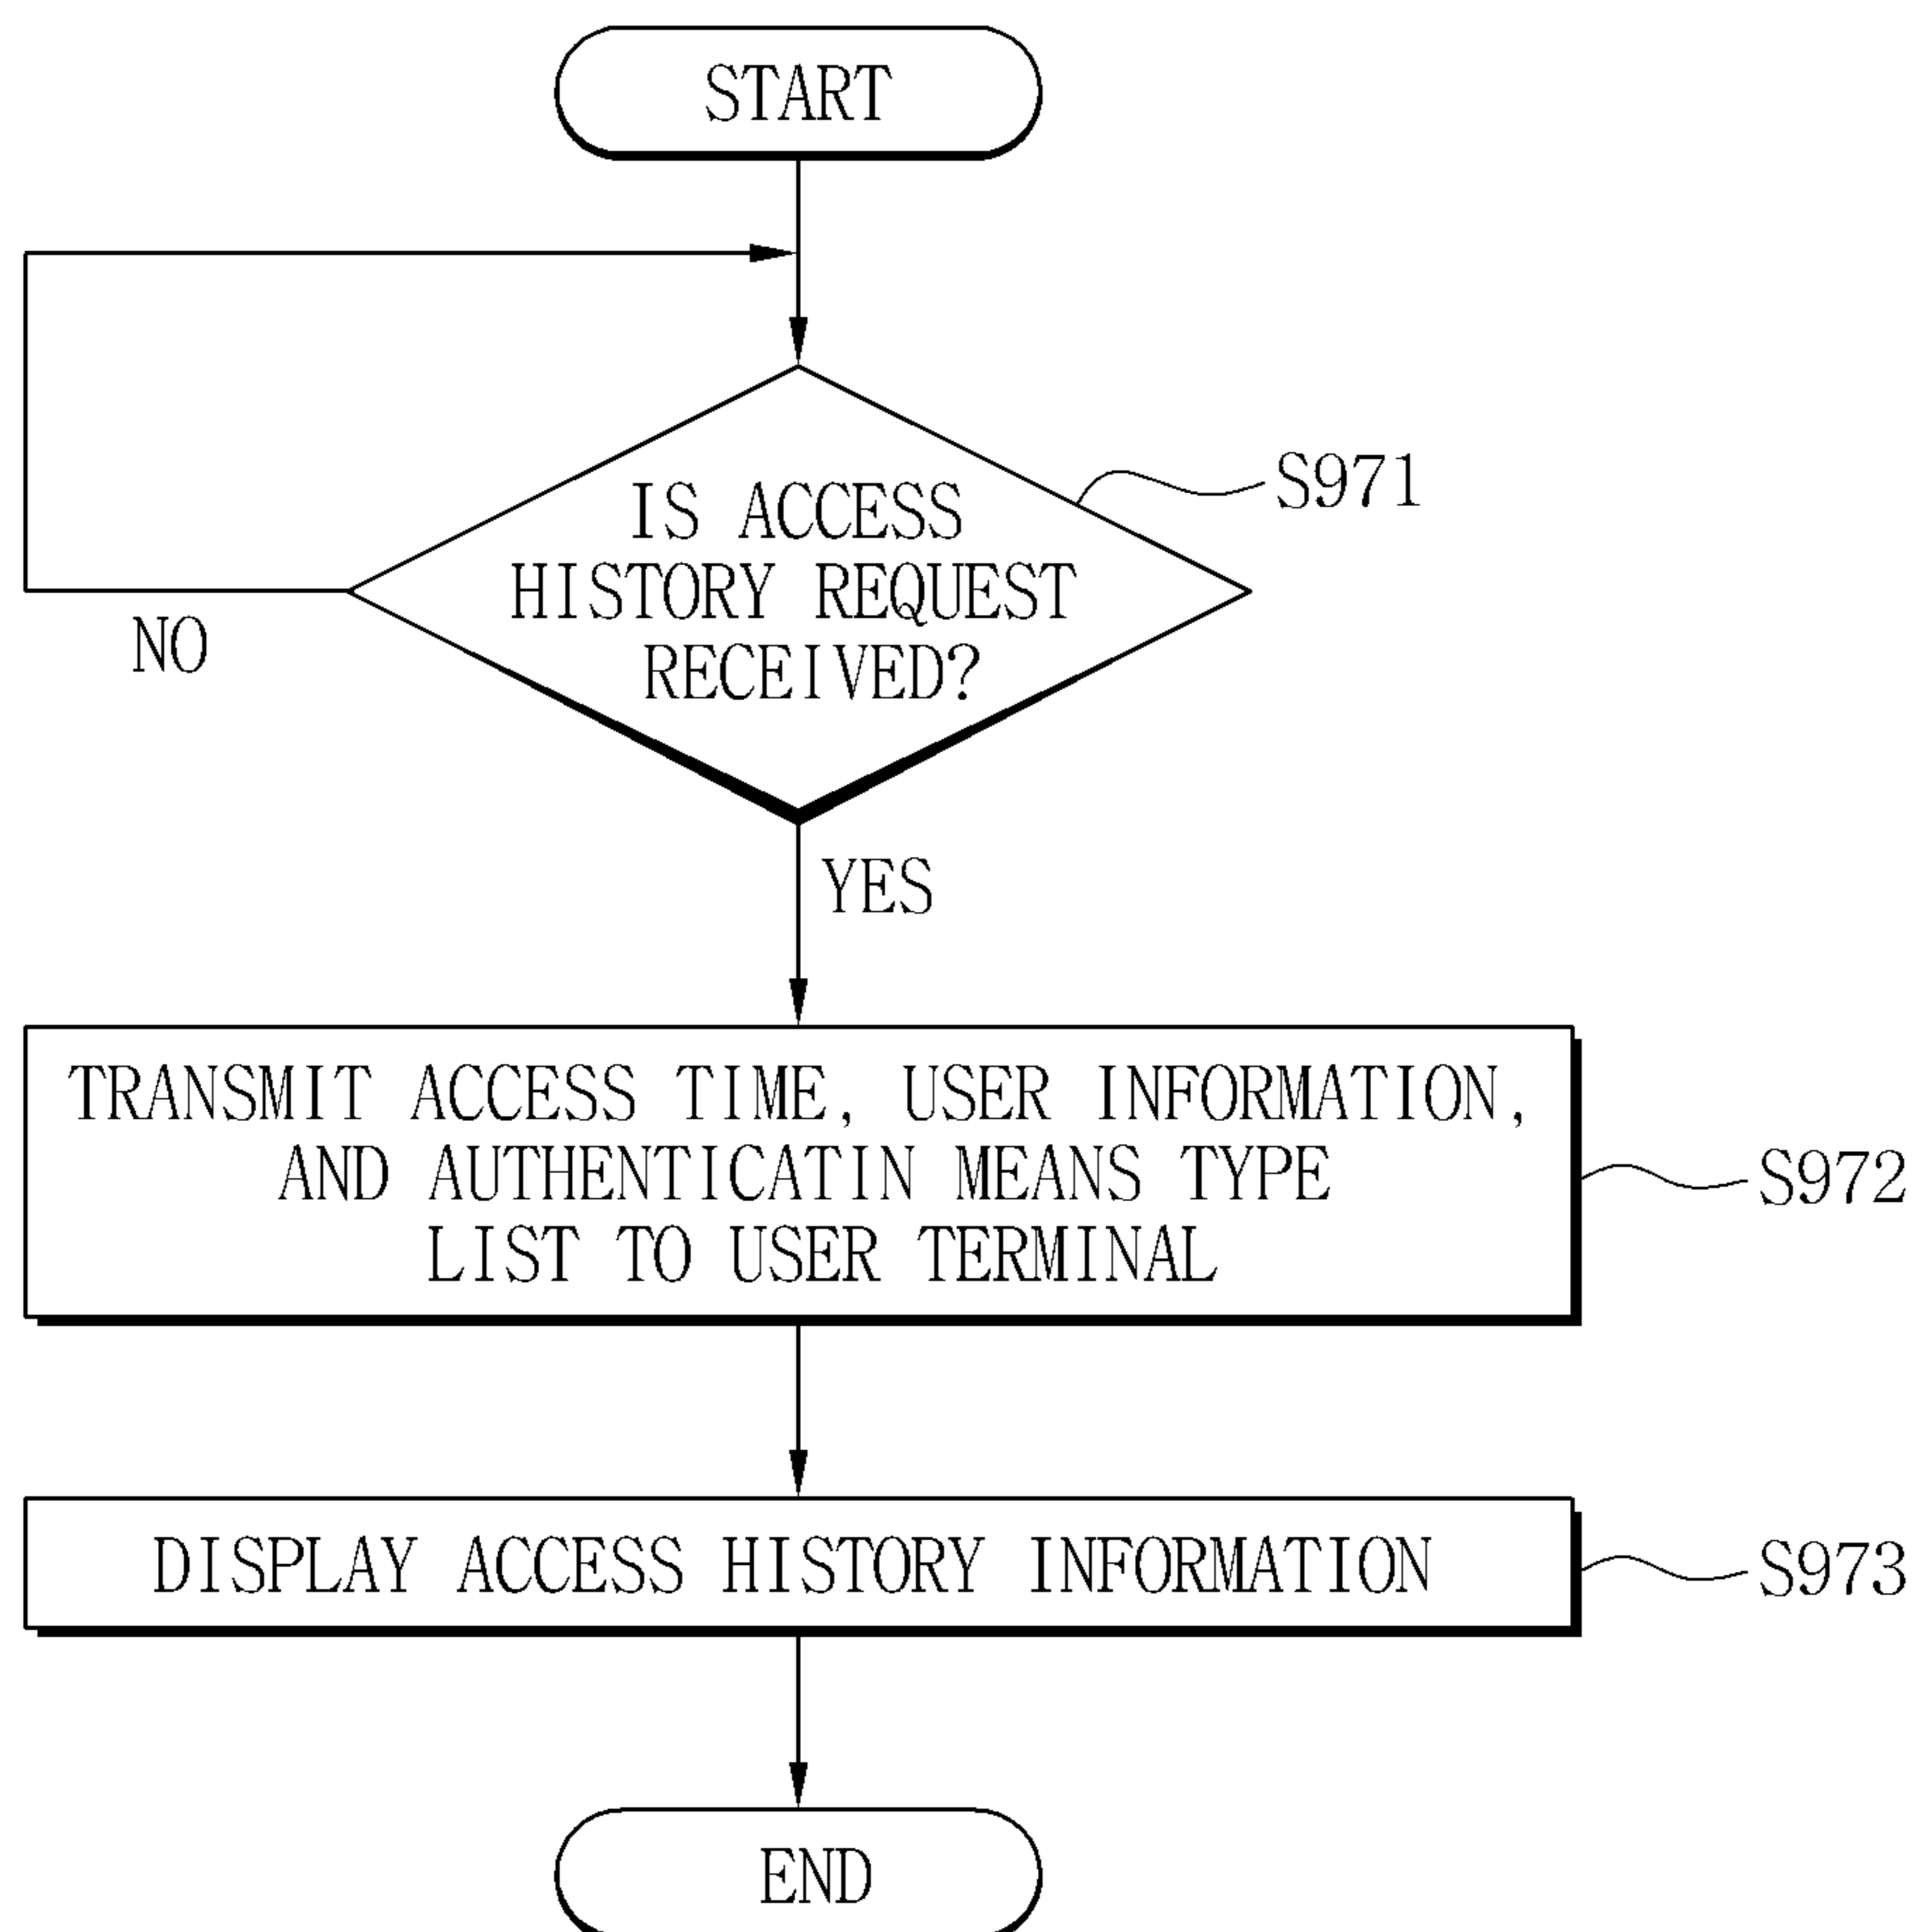 START
IS ACCESS
HISTORY REQUEST
RECEIVED?
S971
NO
YES
TRANSMIT ACCESS TIME, USER INFORMATION,
AND AUTHENTICATIN MEANS TYPE
LIST TO USER TERMINAL
S972
DISPLAY ACCESS HISTORY INFORMATION
S973
END